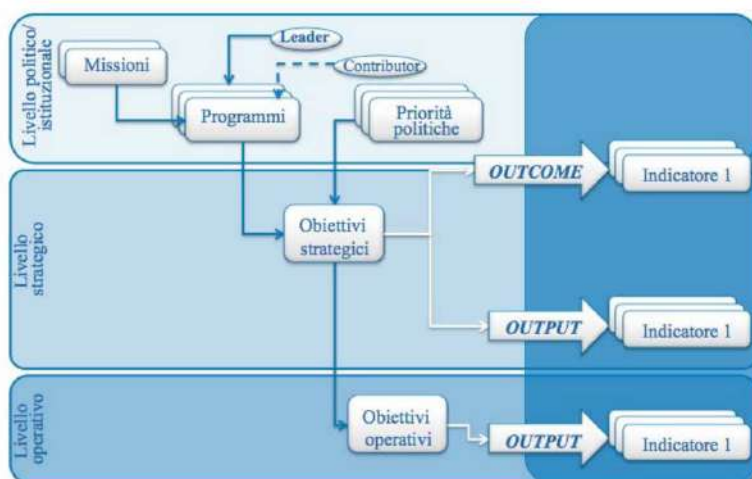 Livello politico/
istituzionale
Missioni
Leader
Contributor
Programmi
Priorità
politiche
OUTCOME
Indicatore 1
Livello
strategico
Obiettivi
strategici
OUTPUT
Indicatore 1
Livello
operativo
Obiettivi
operativi
OUTPUT
Indicatore 1